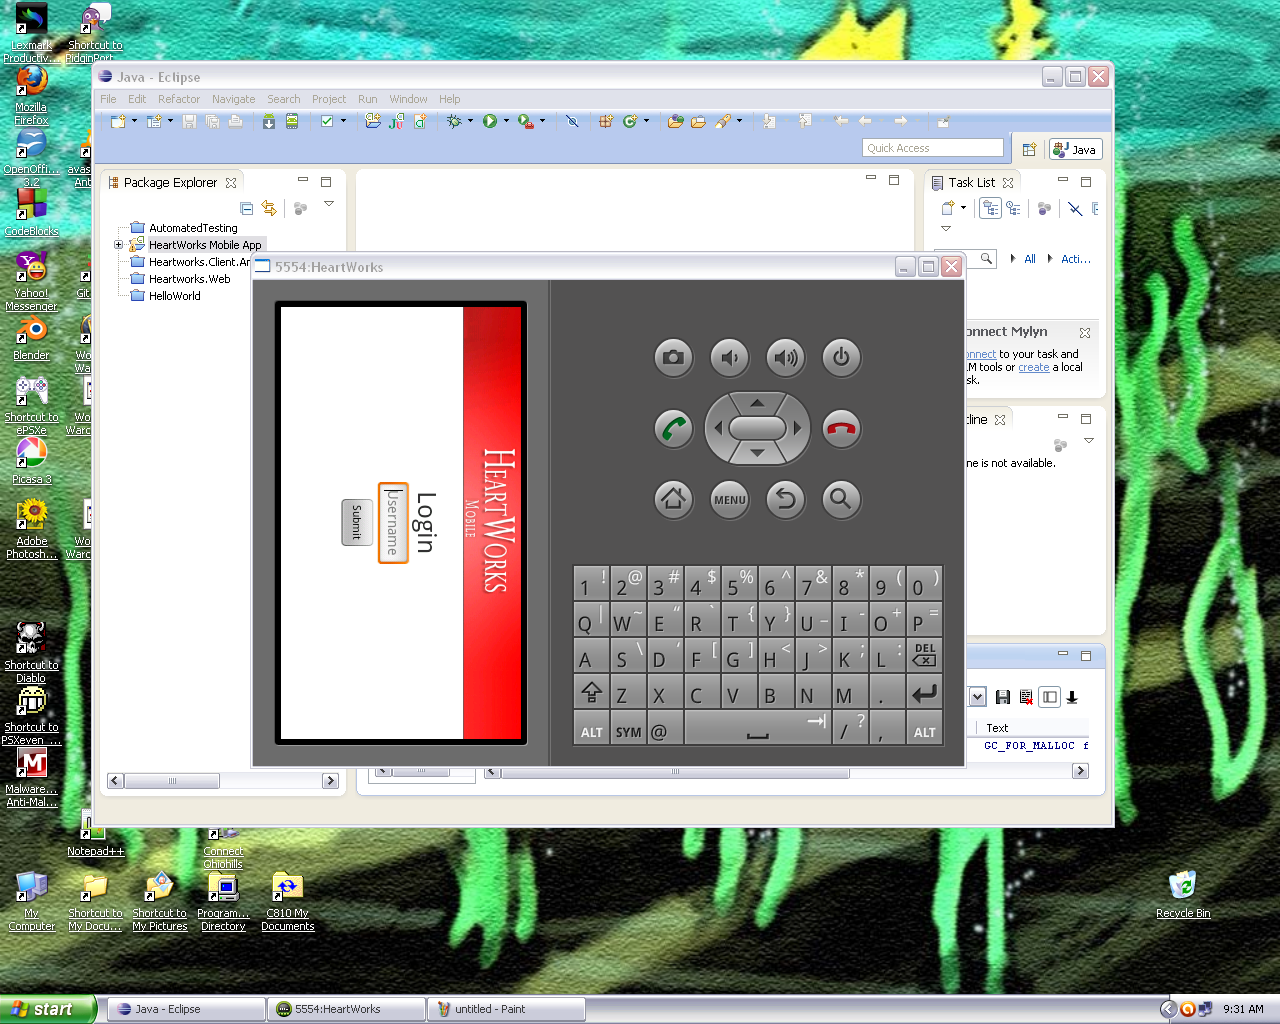 Lexmark
Productiv...
Shortcut to
PidginPort...
Mozilla
Firefox
OpenOffi...
3.2
avas
Ant
CodeBlocks
Yahoo!
Messenger
Git
Blender
Wo
Wa
Shortcut to
ePSXe
Wo
Warc
Picasa 3
Adobe
Photosh...
Wo
Warc
Shortcut to
Diablo
Shortcut to
PSXeven_...
Malware...
Anti-Mal...
Notepad++
Connect
Ohiohills
My
Computer
Shortcut to
My Docu...
Shortcut to
My Pictures
Program...
Directory
C810 My
Documents
Recycle Bin
Java - Eclipse
File Edit Refactor Navigate Search Project Run Window Help
Quick Access
Java
Package Explorer
AutomatedTesting
HeartWorks Mobile App
Heartworks.Client.An
Heartworks.Web
HelloWorld
Task List
All
Acti...
onnect Mylyn
onnect to your task and
LM tools or create a local
sk.
tline
ne is not available.
Text
GC_FOR_MALLOC f
5554:HeartWorks
HEARTWORKS
MOBILE
Login
Username
Submit
MENU
1 ! 2 @ 3 # 4 $ 5 % 6 ^ 7 & 8 * 9 ( 0 )
Q | W ~ E “ R ` T { Y } U _ I - O + P =
A S \ D ‘ F [ G ] H < J > K ; L : DEL
Z X C V B N M .
ALT SYM @ / ? , ALT
start
Java - Eclipse
5554:HeartWorks
untitled - Paint
9:31 AM